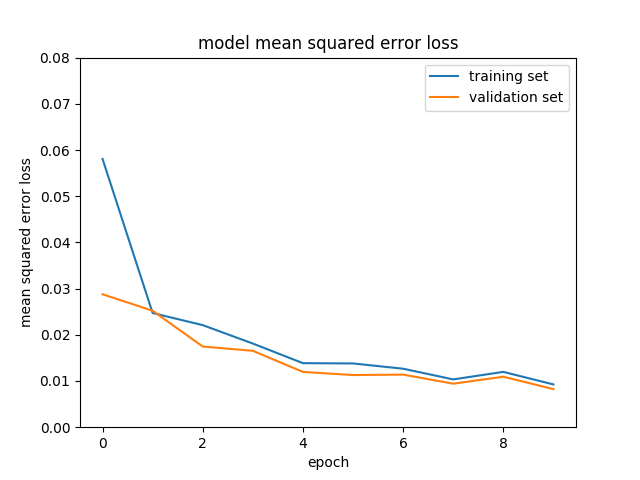 model mean squared error loss
training set
validation set
0.08
0.07
0.06
0.05
0.04
0.03
0.02
0.01
0.00
mean squared error loss
0 2 4 6 8
epoch